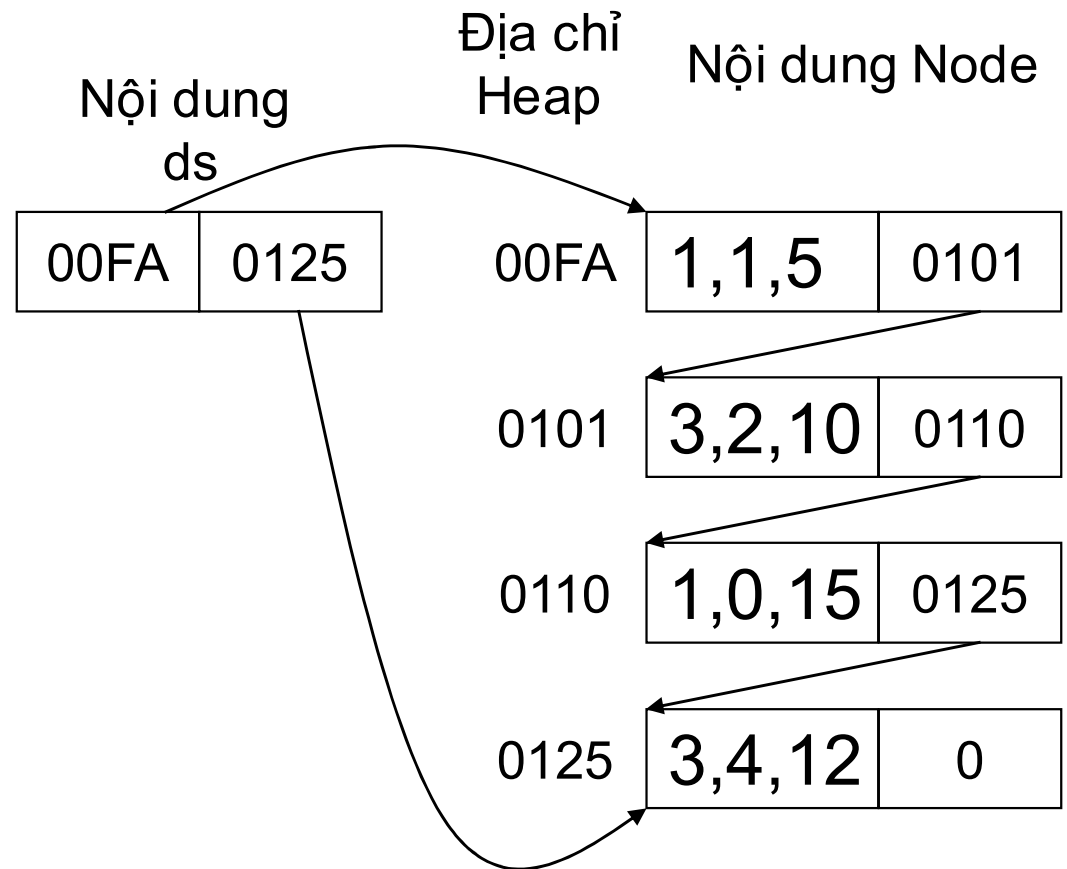 Địa chỉ
Heap
Nội dung Node
Nội dung
ds
00FA 0125
00FA 1,1,5 0101
0101 3,2,10 0110
0110 1,0,15 0125
0125 3,4,12 0